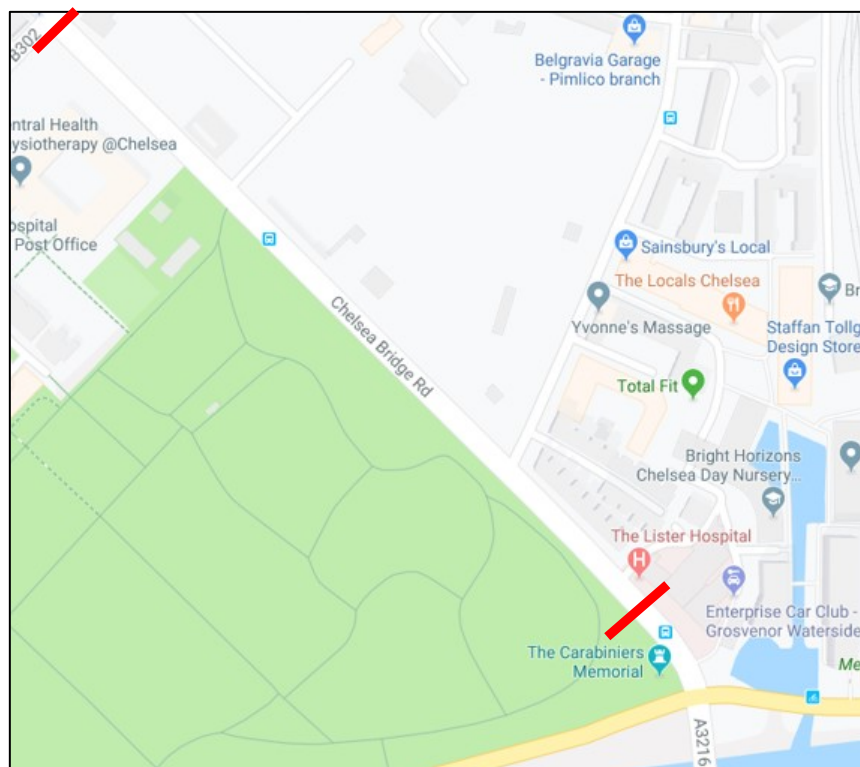 B302
Belgravia Garage
- Pimlico branch
entral Health
ysiotherapy @Chelsea
ospital
Post Office
Sainsbury's Local
The Locals Chelsea
Br
Yvonne's Massage
Staffan Tollg
Design Store
Chelsea Bridge Rd
Total Fit
Bright Horizons
Chelsea Day Nursery...
The Lister Hospital
H
Enterprise Car Club -
Grosvenor Waterside
The Carabiniers
Memorial
Me
A3216